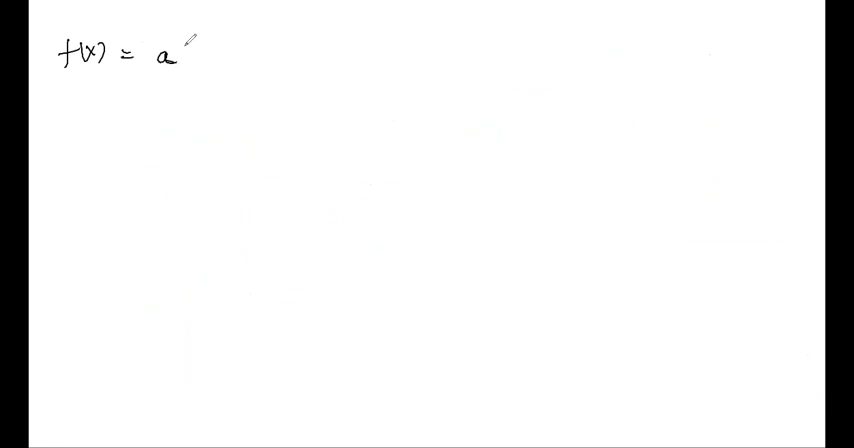 f(x) = a